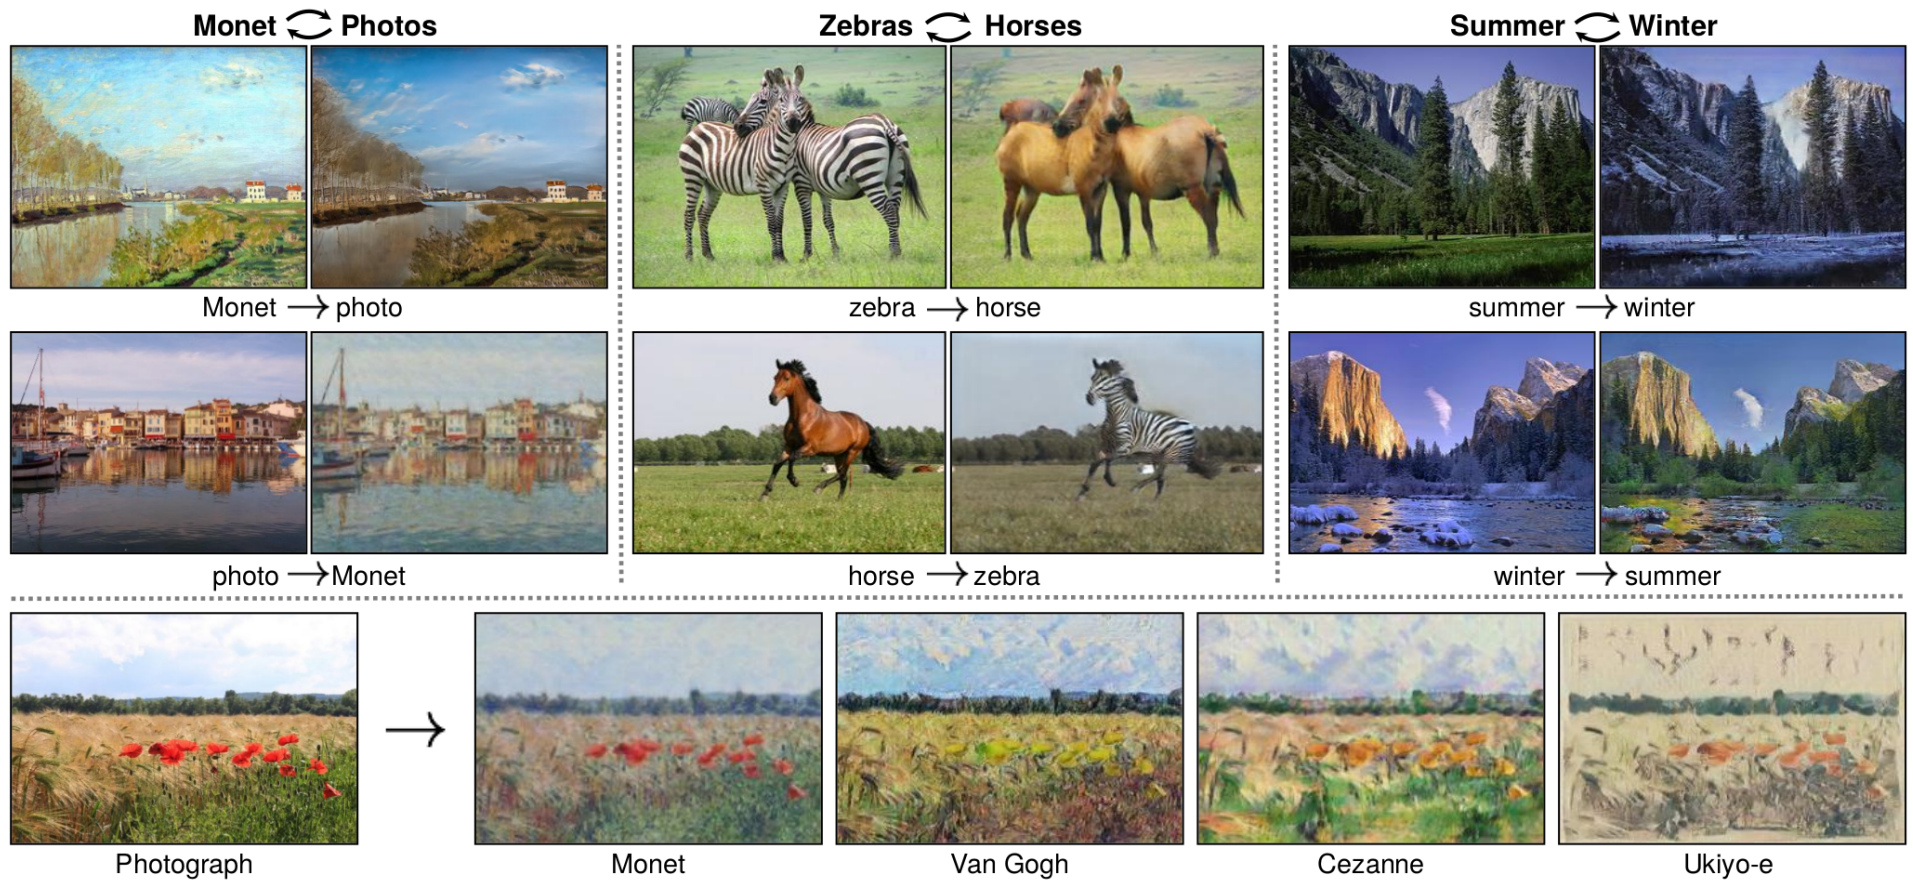 Monet ⇄ Photos
Zebras ⇄ Horses
Summer ⇄ Winter
Monet → photo
zebra → horse
summer → winter
photo → Monet
horse → zebra
winter → summer
Photograph
Monet
Van Gogh
Cezanne
Ukiyo-e